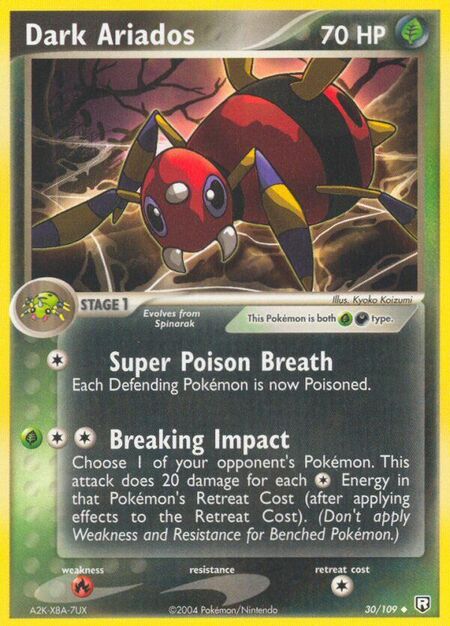 Dark Ariados 70 HP
Illus. Kyoko Koizumi
STAGE 1
Evolves from
Spinarak
This Pokémon is both type.
Super Poison Breath
Each Defending Pokémon is now Poisoned.
Breaking Impact
Choose 1 of your opponent's Pokémon. This
attack does 20 damage for each Energy in
that Pokémon's Retreat Cost (after applying
effects to the Retreat Cost). (Don't apply
Weakness and Resistance for Benched Pokémon.)
weakness resistance retreat cost
A2K-X8A-7UX ©2004 Pokémon/Nintendo 30/109 R